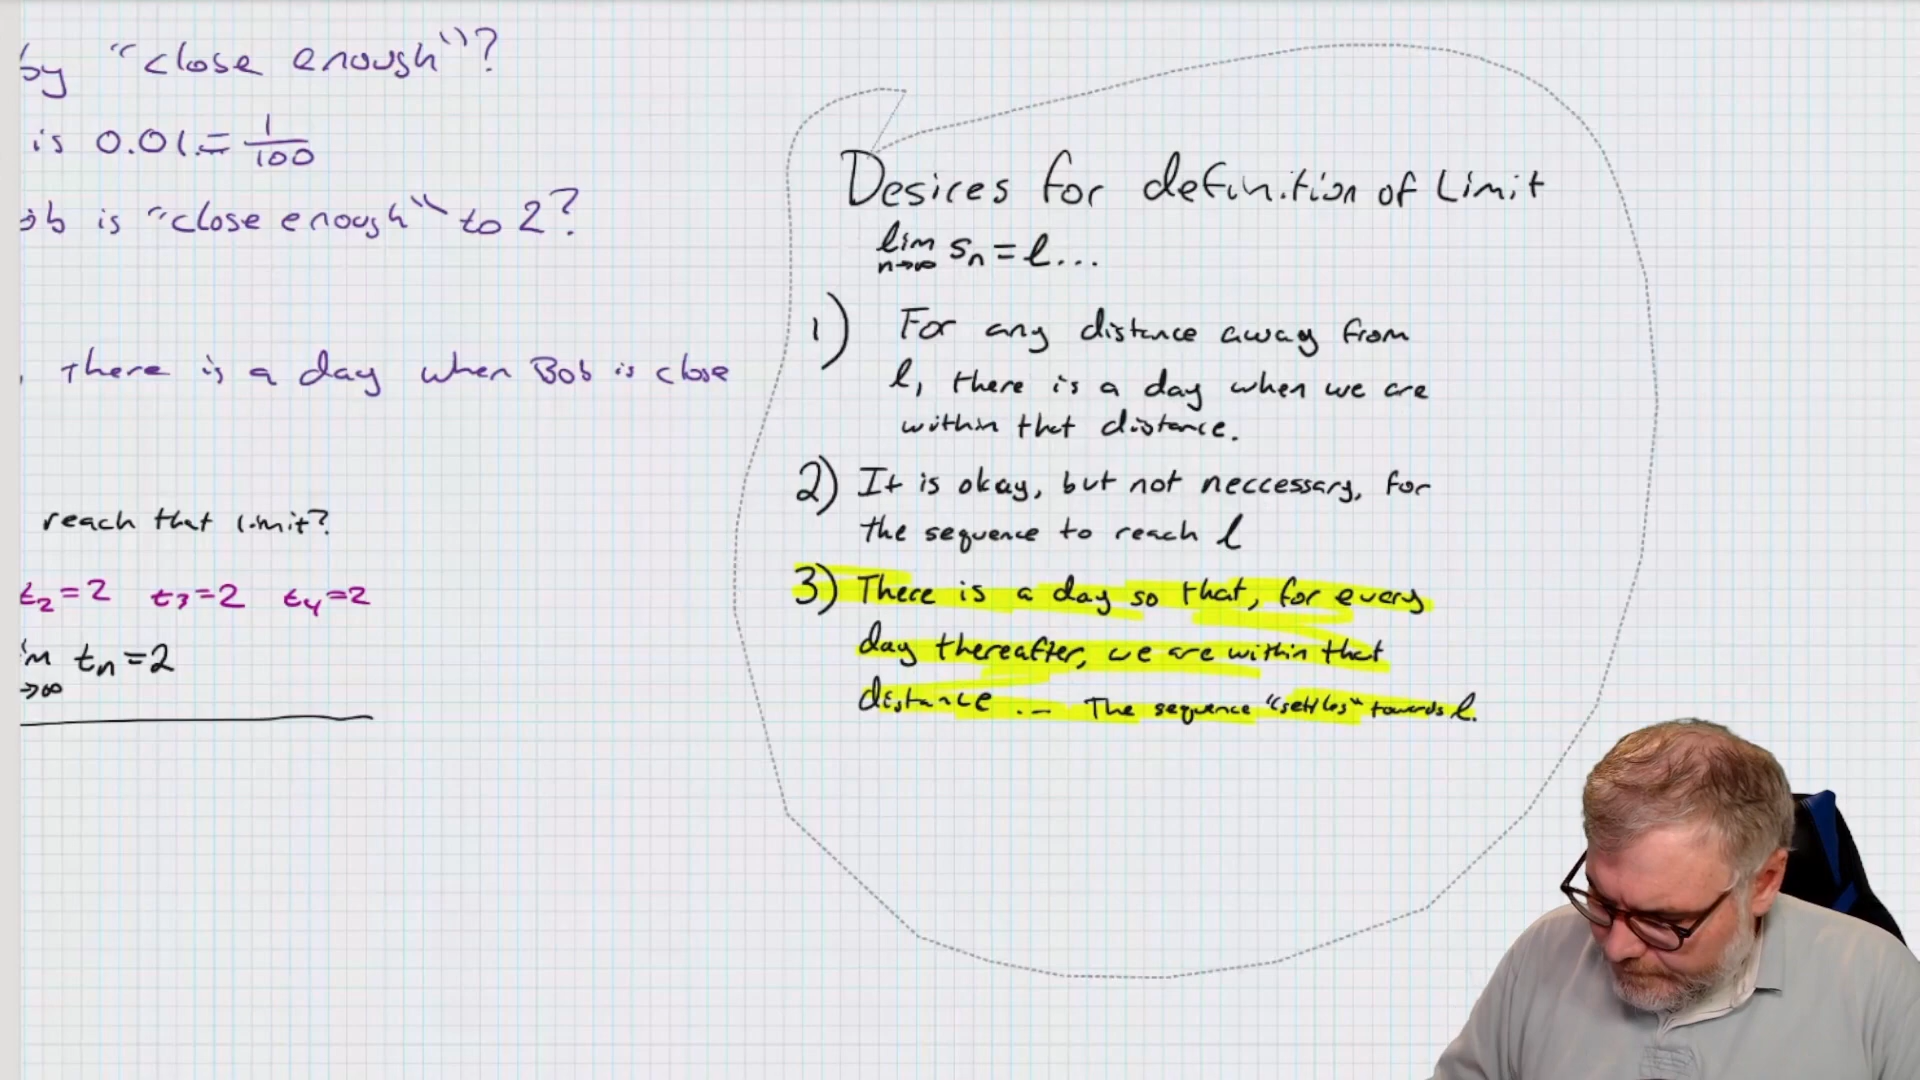 by "close enough"?
is 0.01 = 1/100
ob is "close enough" to 2?
, there is a day when Bob is close
reach that limit?
t₂=2 t₃=2 t₄=2
im tₙ=2
→∞
Desires for definition of Limit
lim sₙ = l...
n→∞
1) For any distance away from
l, there is a day when we are
within that distance.
2) It is okay, but not neccessary, for
the sequence to reach l
3) There is a day so that, for every
day thereafter, we are within that
distance... The sequence "settles" towards l.